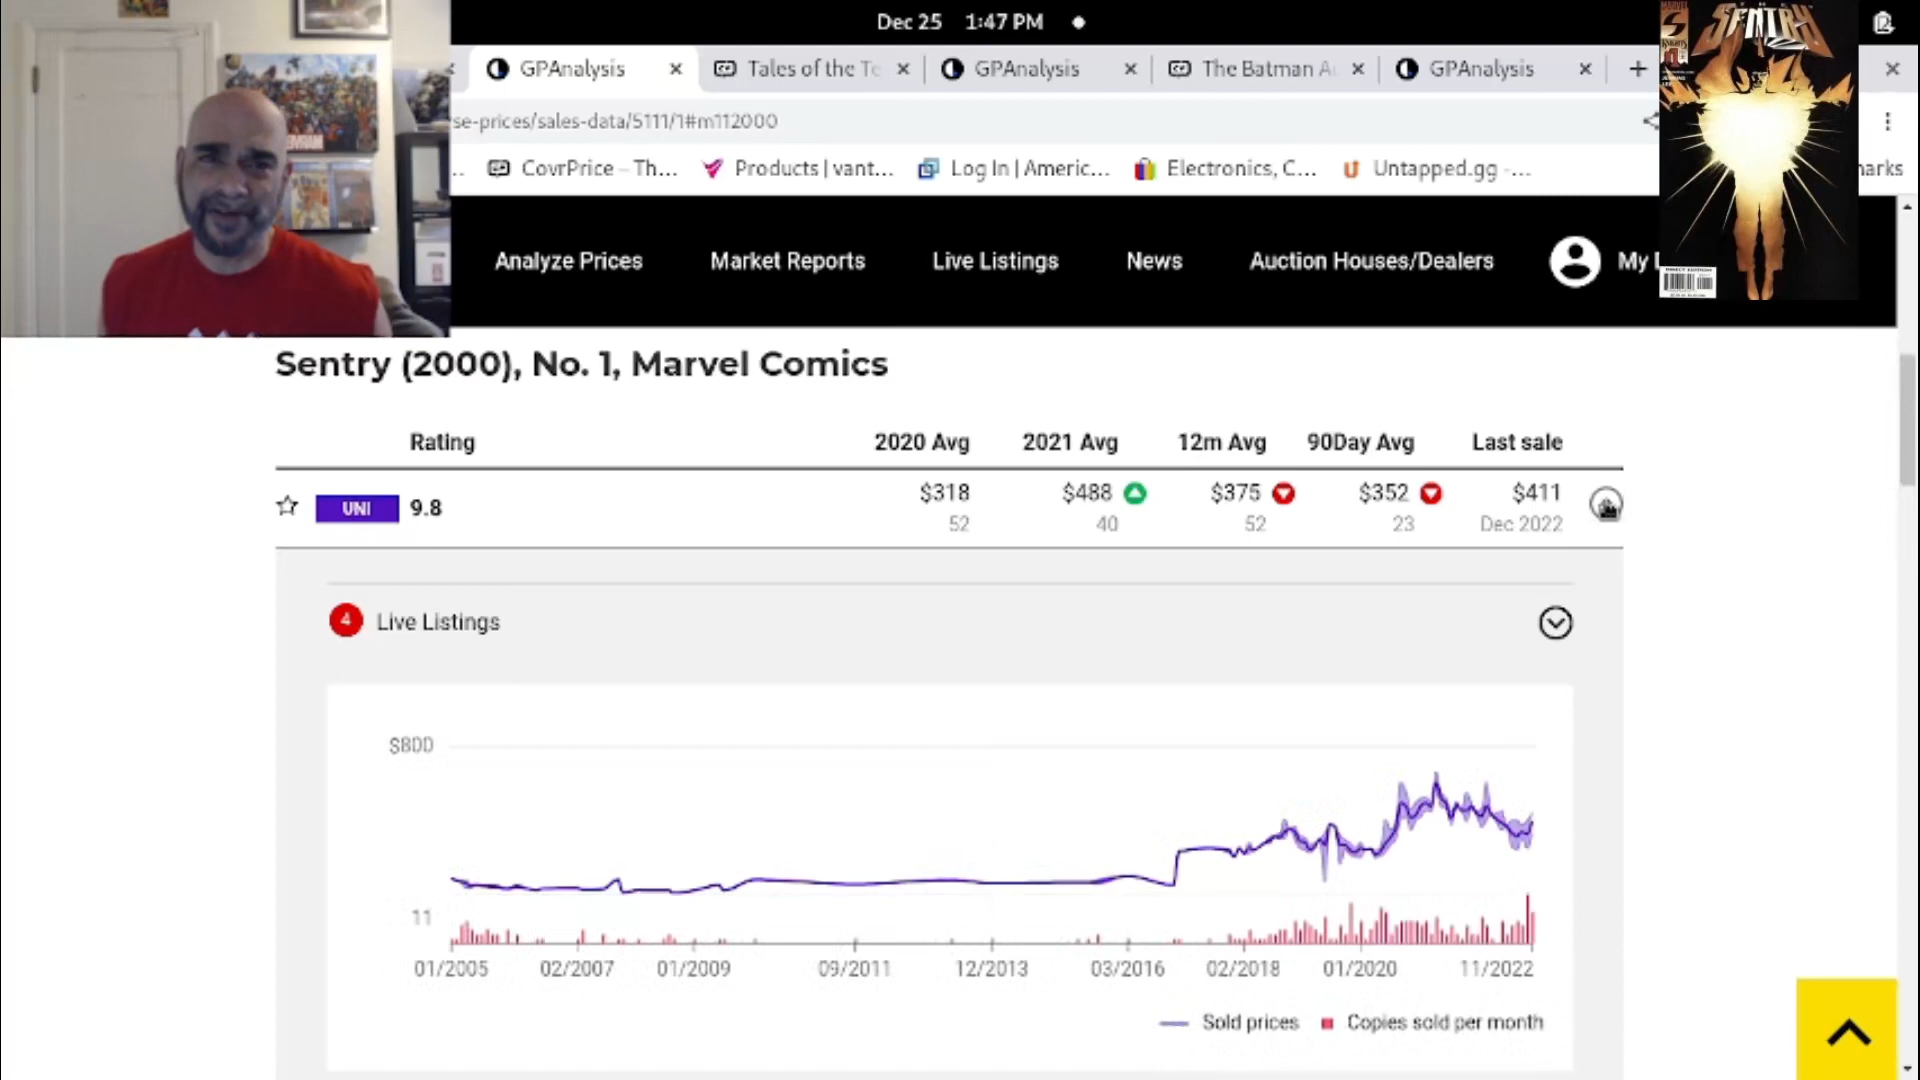 Dec 25 1:47 PM
GPAnalysis
Tales of the Te
GPAnalysis
The Batman A
GPAnalysis
se-prices/sales-data/5111/1#m112000
CovrPrice – Th...
Products | vant...
Log In | Americ...
Electronics, C...
Untapped.gg -...
arks
Analyze Prices
Market Reports
Live Listings
News
Auction Houses/Dealers
My
SENTRY
Sentry (2000), No. 1, Marvel Comics
Rating 2020 Avg 2021 Avg 12m Avg 90Day Avg Last sale
UNI 9.8 $318 $488 $375 $352 $411
52 40 52 23 Dec 2022
4 Live Listings
$800
11
01/2005 02/2007 01/2009 09/2011 12/2013 03/2016 02/2018 01/2020 11/2022
Sold prices Copies sold per month